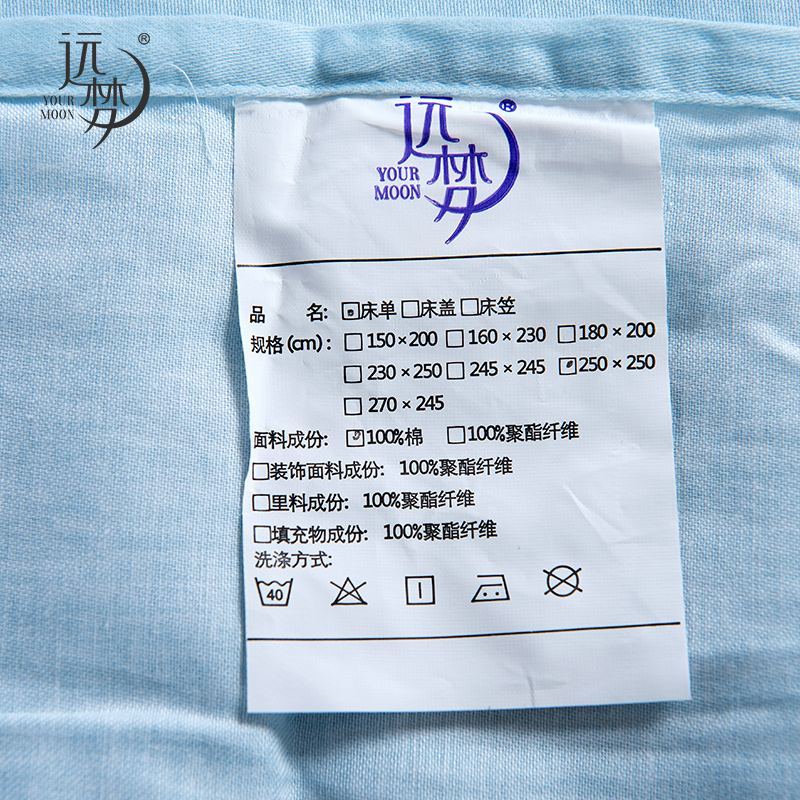 远梦®
YOUR MOON
远梦®
YOUR MOON
品 名: ☑床单 □床盖 □床笠
规格(cm): □150×200 □160×230 □180×200
□230×250 □245×245 ☑250×250
□270×245
面料成份: ☑100%棉 □100%聚酯纤维
□装饰面料成份: 100%聚酯纤维
□里料成份: 100%聚酯纤维
□填充物成份: 100%聚酯纤维
洗涤方式:
40